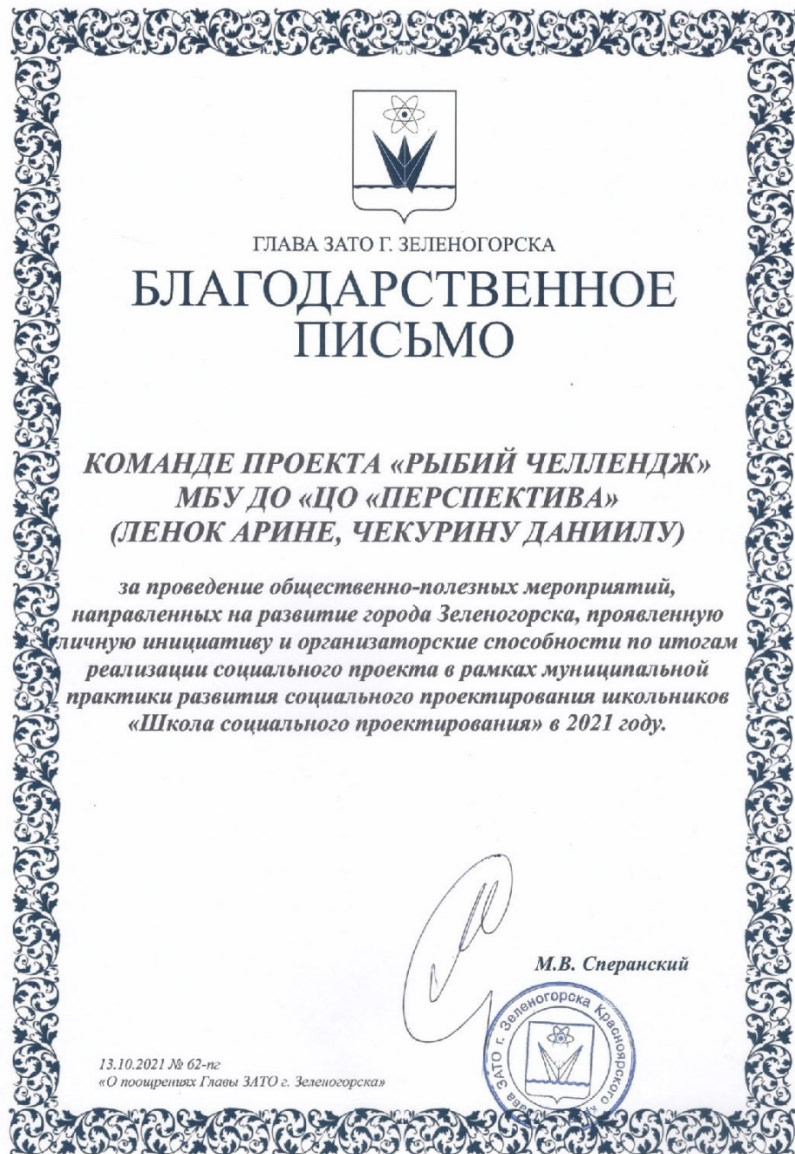 ГЛАВА ЗАТО Г. ЗЕЛЕНОГОРСКА
БЛАГОДАРСТВЕННОЕ
ПИСЬМО
КОМАНДЕ ПРОЕКТА «РЫБИЙ ЧЕЛЛЕНДЖ»
МБУ ДО «ЦО «ПЕРСПЕКТИВА»
(ЛЕНОК АРИНЕ, ЧЕКУРИНУ ДАНИИЛУ)
за проведение общественно-полезных мероприятий,
направленных на развитие города Зеленогорска, проявленную
личную инициативу и организаторские способности по итогам
реализации социального проекта в рамках муниципальной
практики развития социального проектирования школьников
«Школа социального проектирования» в 2021 году.
М.В. Сперанский
Глава ЗАТО г. Зеленогорска Красноярского
13.10.2021 № 62-пг
«О поощрениях Главы ЗАТО г. Зеленогорска»